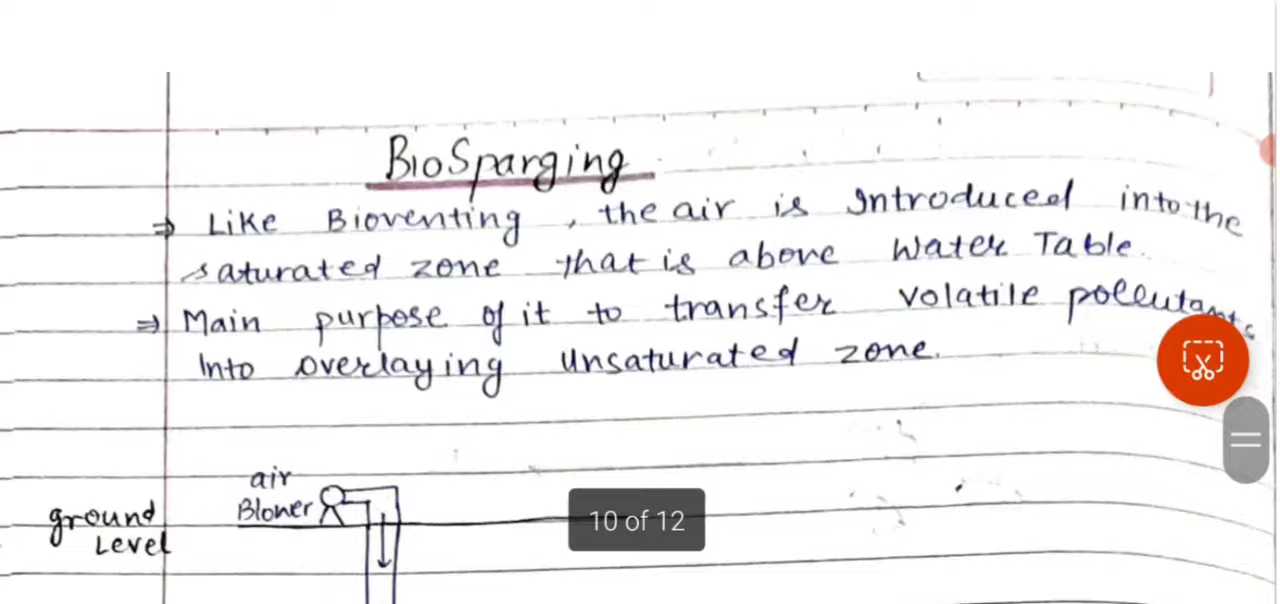 BioSparging
⇒ Like Bioventing, the air is Introduced into the
saturated zone that is above Water Table.
⇒ Main purpose of it to transfer volatile pollutants
Into overlaying unsaturated zone.
air
Blower
ground
Level
10 of 12